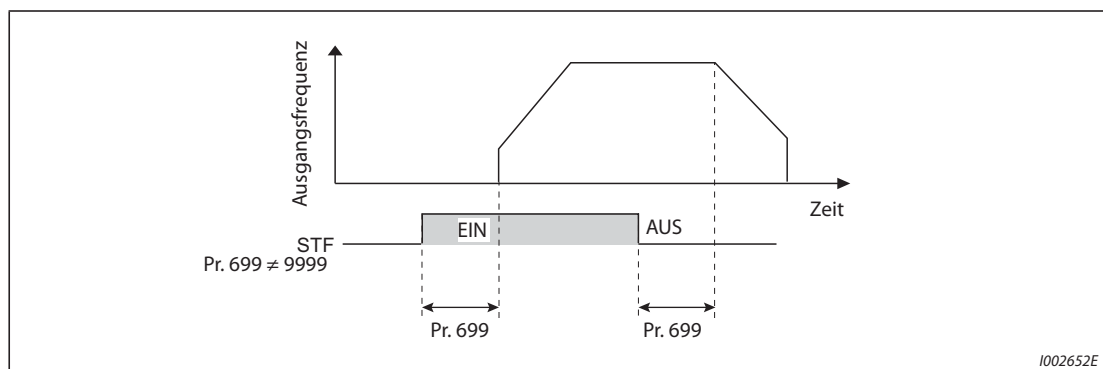 Ausgangsfrequenz
Zeit
EIN
AUS
STF
Pr. 699 ≠ 9999
Pr. 699
Pr. 699
I002652E